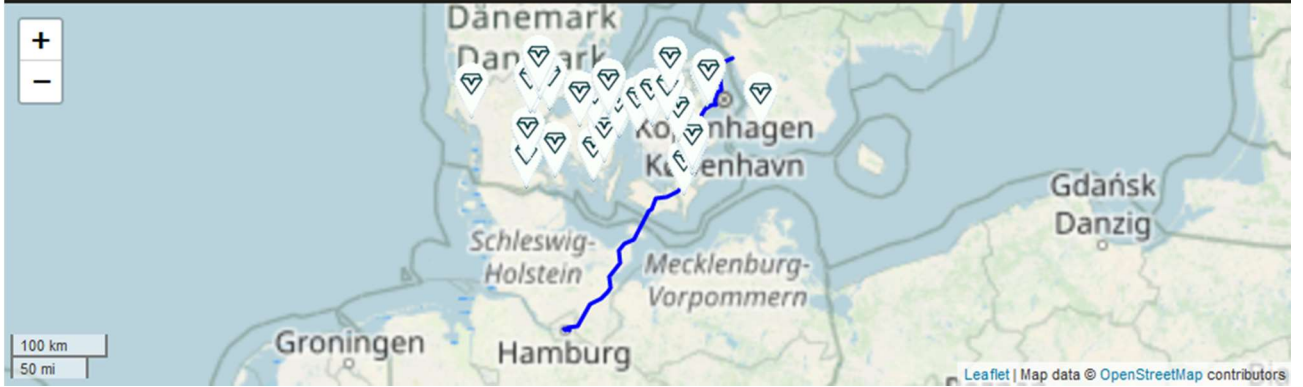 +
−
Dänemark
Danmark
Kopenhagen
København
Gdańsk
Danzig
Schleswig-
Holstein
Mecklenburg-
Vorpommern
Groningen
Hamburg
100 km
50 mi
Leaflet | Map data © OpenStreetMap contributors